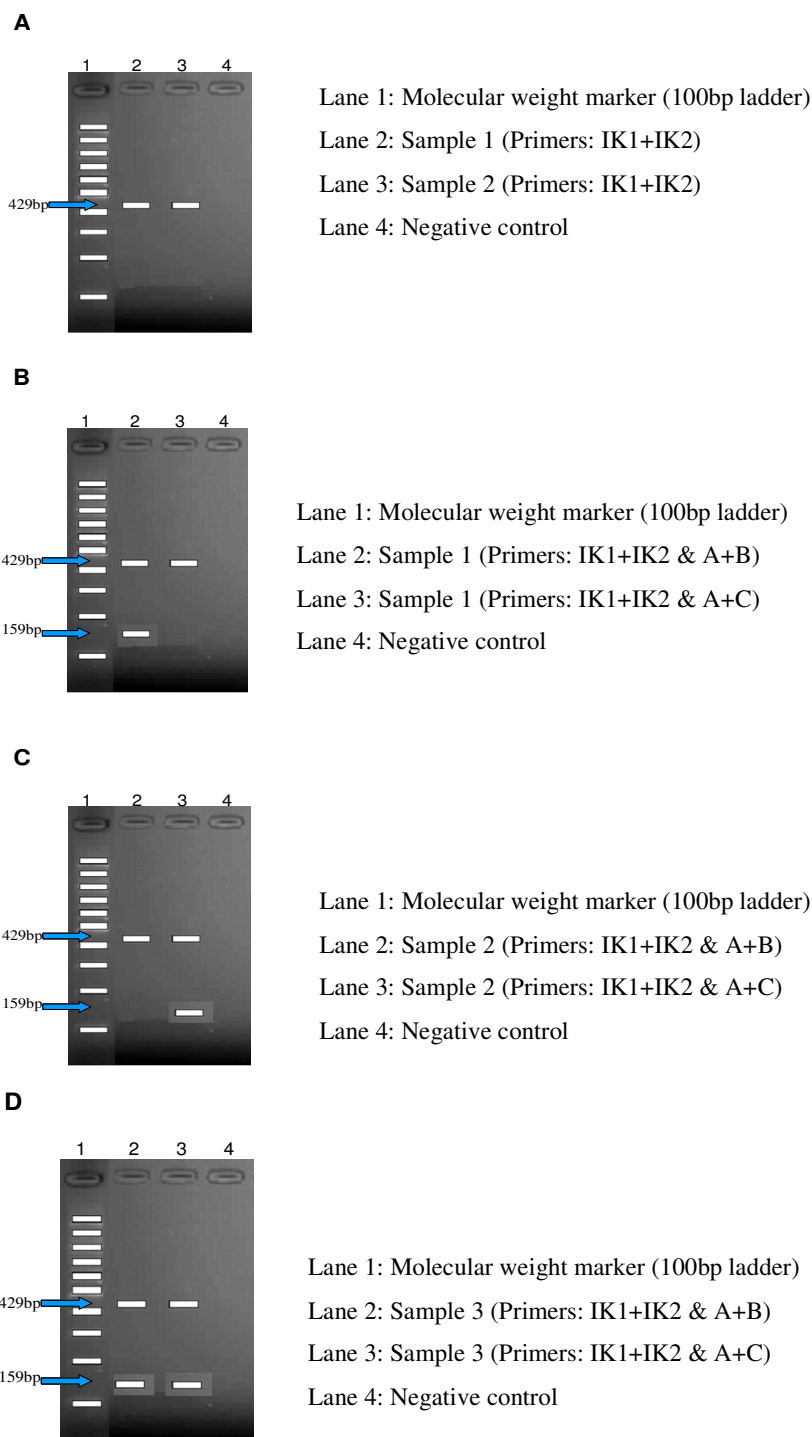 A
1 2 3 4
Lane 1: Molecular weight marker (100bp ladder)
Lane 2: Sample 1 (Primers: IK1+IK2)
Lane 3: Sample 2 (Primers: IK1+IK2)
429bp
Lane 4: Negative control
B
1 2 3 4
Lane 1: Molecular weight marker (100bp ladder)
429bp
Lane 2: Sample 1 (Primers: IK1+IK2 & A+B)
Lane 3: Sample 1 (Primers: IK1+IK2 & A+C)
159bp
Lane 4: Negative control
C
1 2 3 4
Lane 1: Molecular weight marker (100bp ladder)
429bp
Lane 2: Sample 2 (Primers: IK1+IK2 & A+B)
Lane 3: Sample 2 (Primers: IK1+IK2 & A+C)
159bp
Lane 4: Negative control
D
1 2 3 4
Lane 1: Molecular weight marker (100bp ladder)
429bp
Lane 2: Sample 3 (Primers: IK1+IK2 & A+B)
Lane 3: Sample 3 (Primers: IK1+IK2 & A+C)
159bp
Lane 4: Negative control